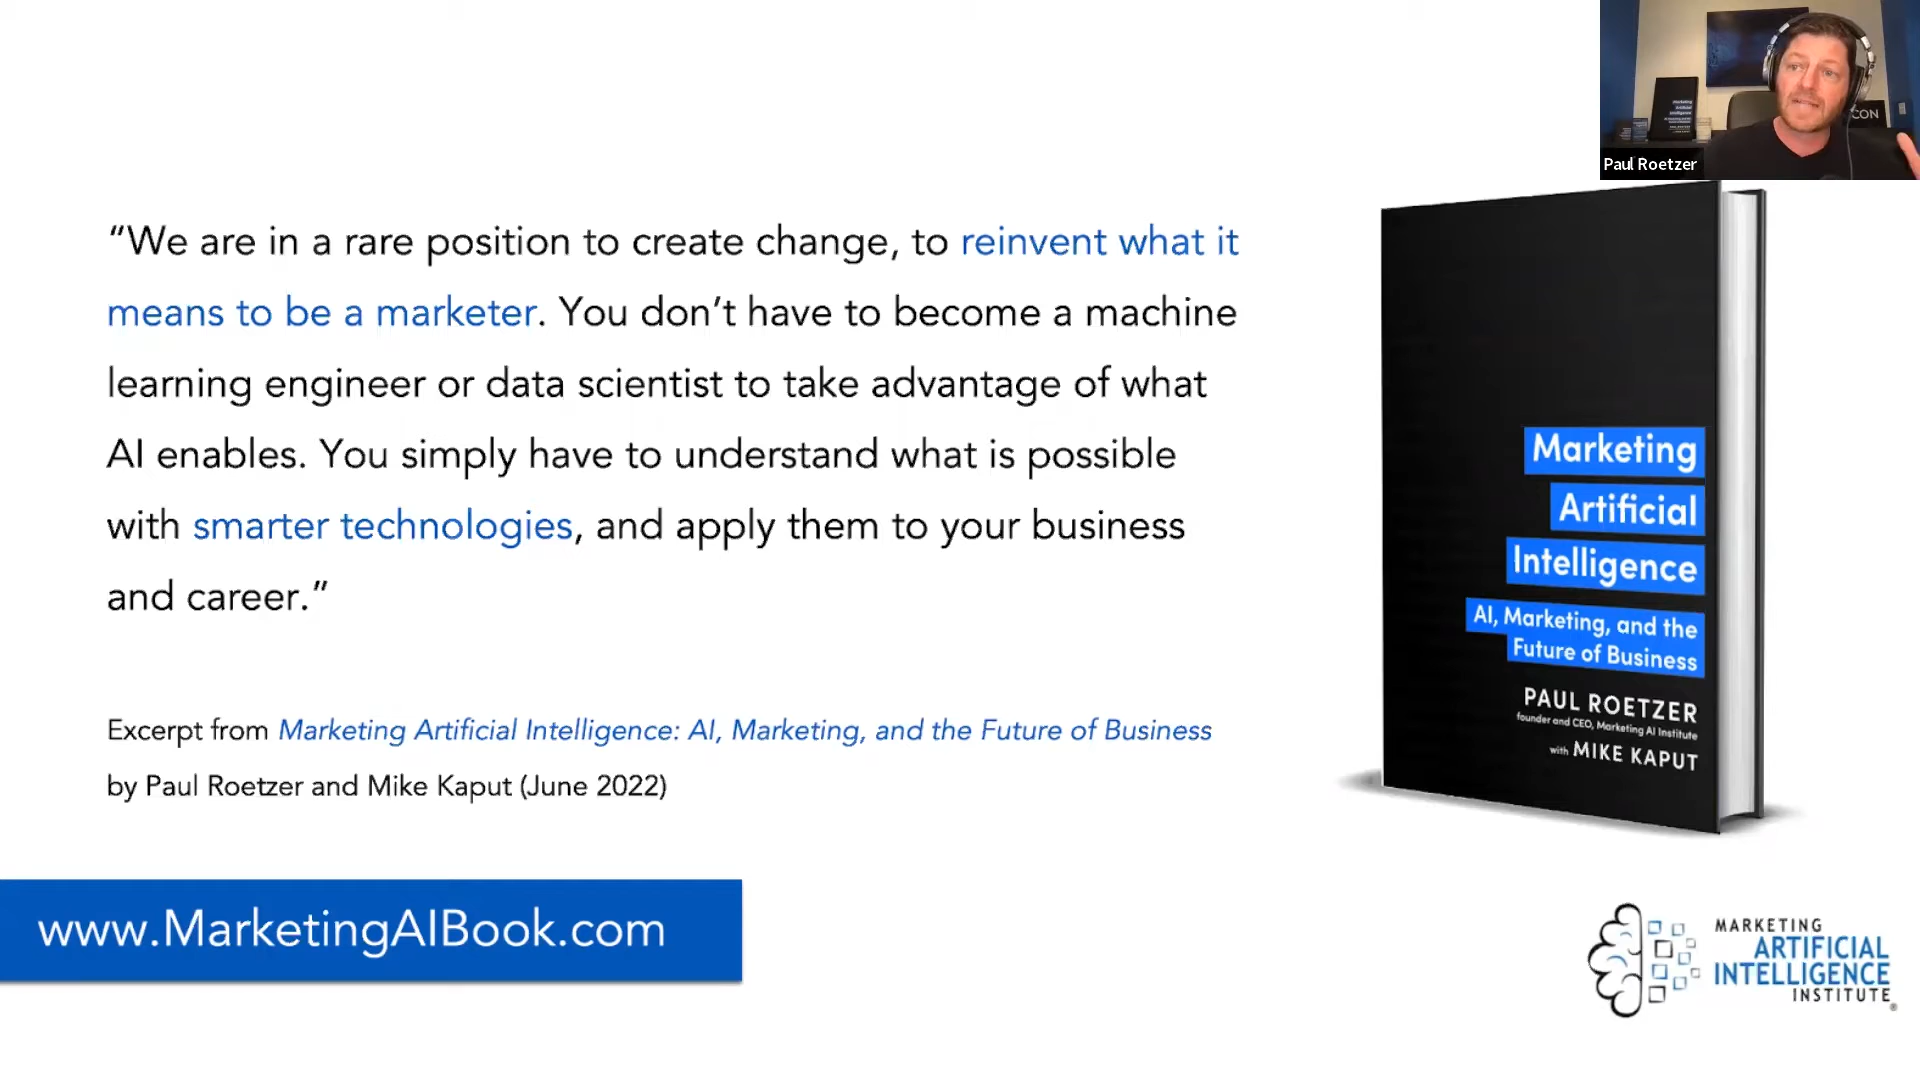 “We are in a rare position to create change, to reinvent what it
means to be a marketer. You don’t have to become a machine
learning engineer or data scientist to take advantage of what
AI enables. You simply have to understand what is possible
with smarter technologies, and apply them to your business
and career.”
Excerpt from Marketing Artificial Intelligence: AI, Marketing, and the Future of Business
by Paul Roetzer and Mike Kaput (June 2022)
www.MarketingAIBook.com
CON
Paul Roetzer
Marketing
Artificial
Intelligence
AI, Marketing, and the
Future of Business
PAUL ROETZER
founder and CEO, Marketing AI Institute
with MIKE KAPUT
MARKETING
ARTIFICIAL
INTELLIGENCE
INSTITUTE®